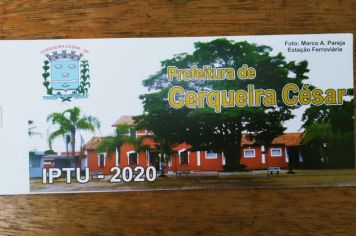 CERQUEIRA CÉSAR, SP
Foto: Marco A. Pareja
Estação Ferroviária
Prefeitura de
Cerqueira César
IPTU - 2020